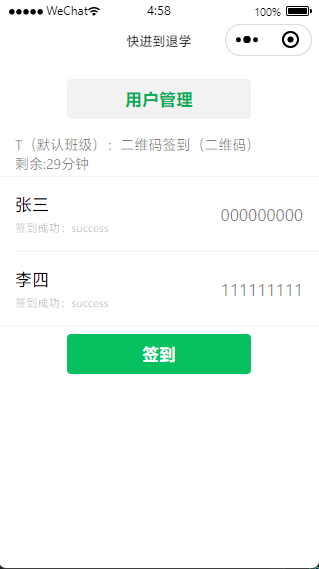 ●●●●● WeChat 4:58 100%
快进到退学
用户管理
T（默认班级）：二维码签到（二维码）
剩余:29分钟
张三 000000000
签到成功：success
李四 111111111
签到成功：success
签到